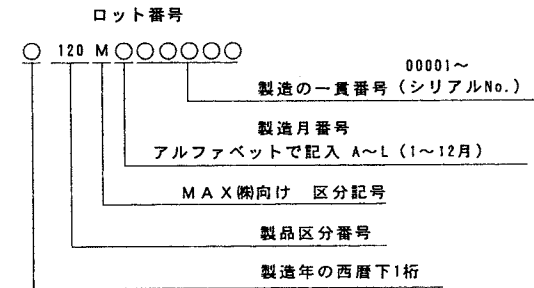 ロット番号
○ 120 M○○○○○○
00001～
製造の一貫番号(シリアルNo.)
製造月番号
アルファベットで記入 A～L(1～12月)
MAX㈱向け 区分記号
製品区分番号
製造年の西暦下1桁